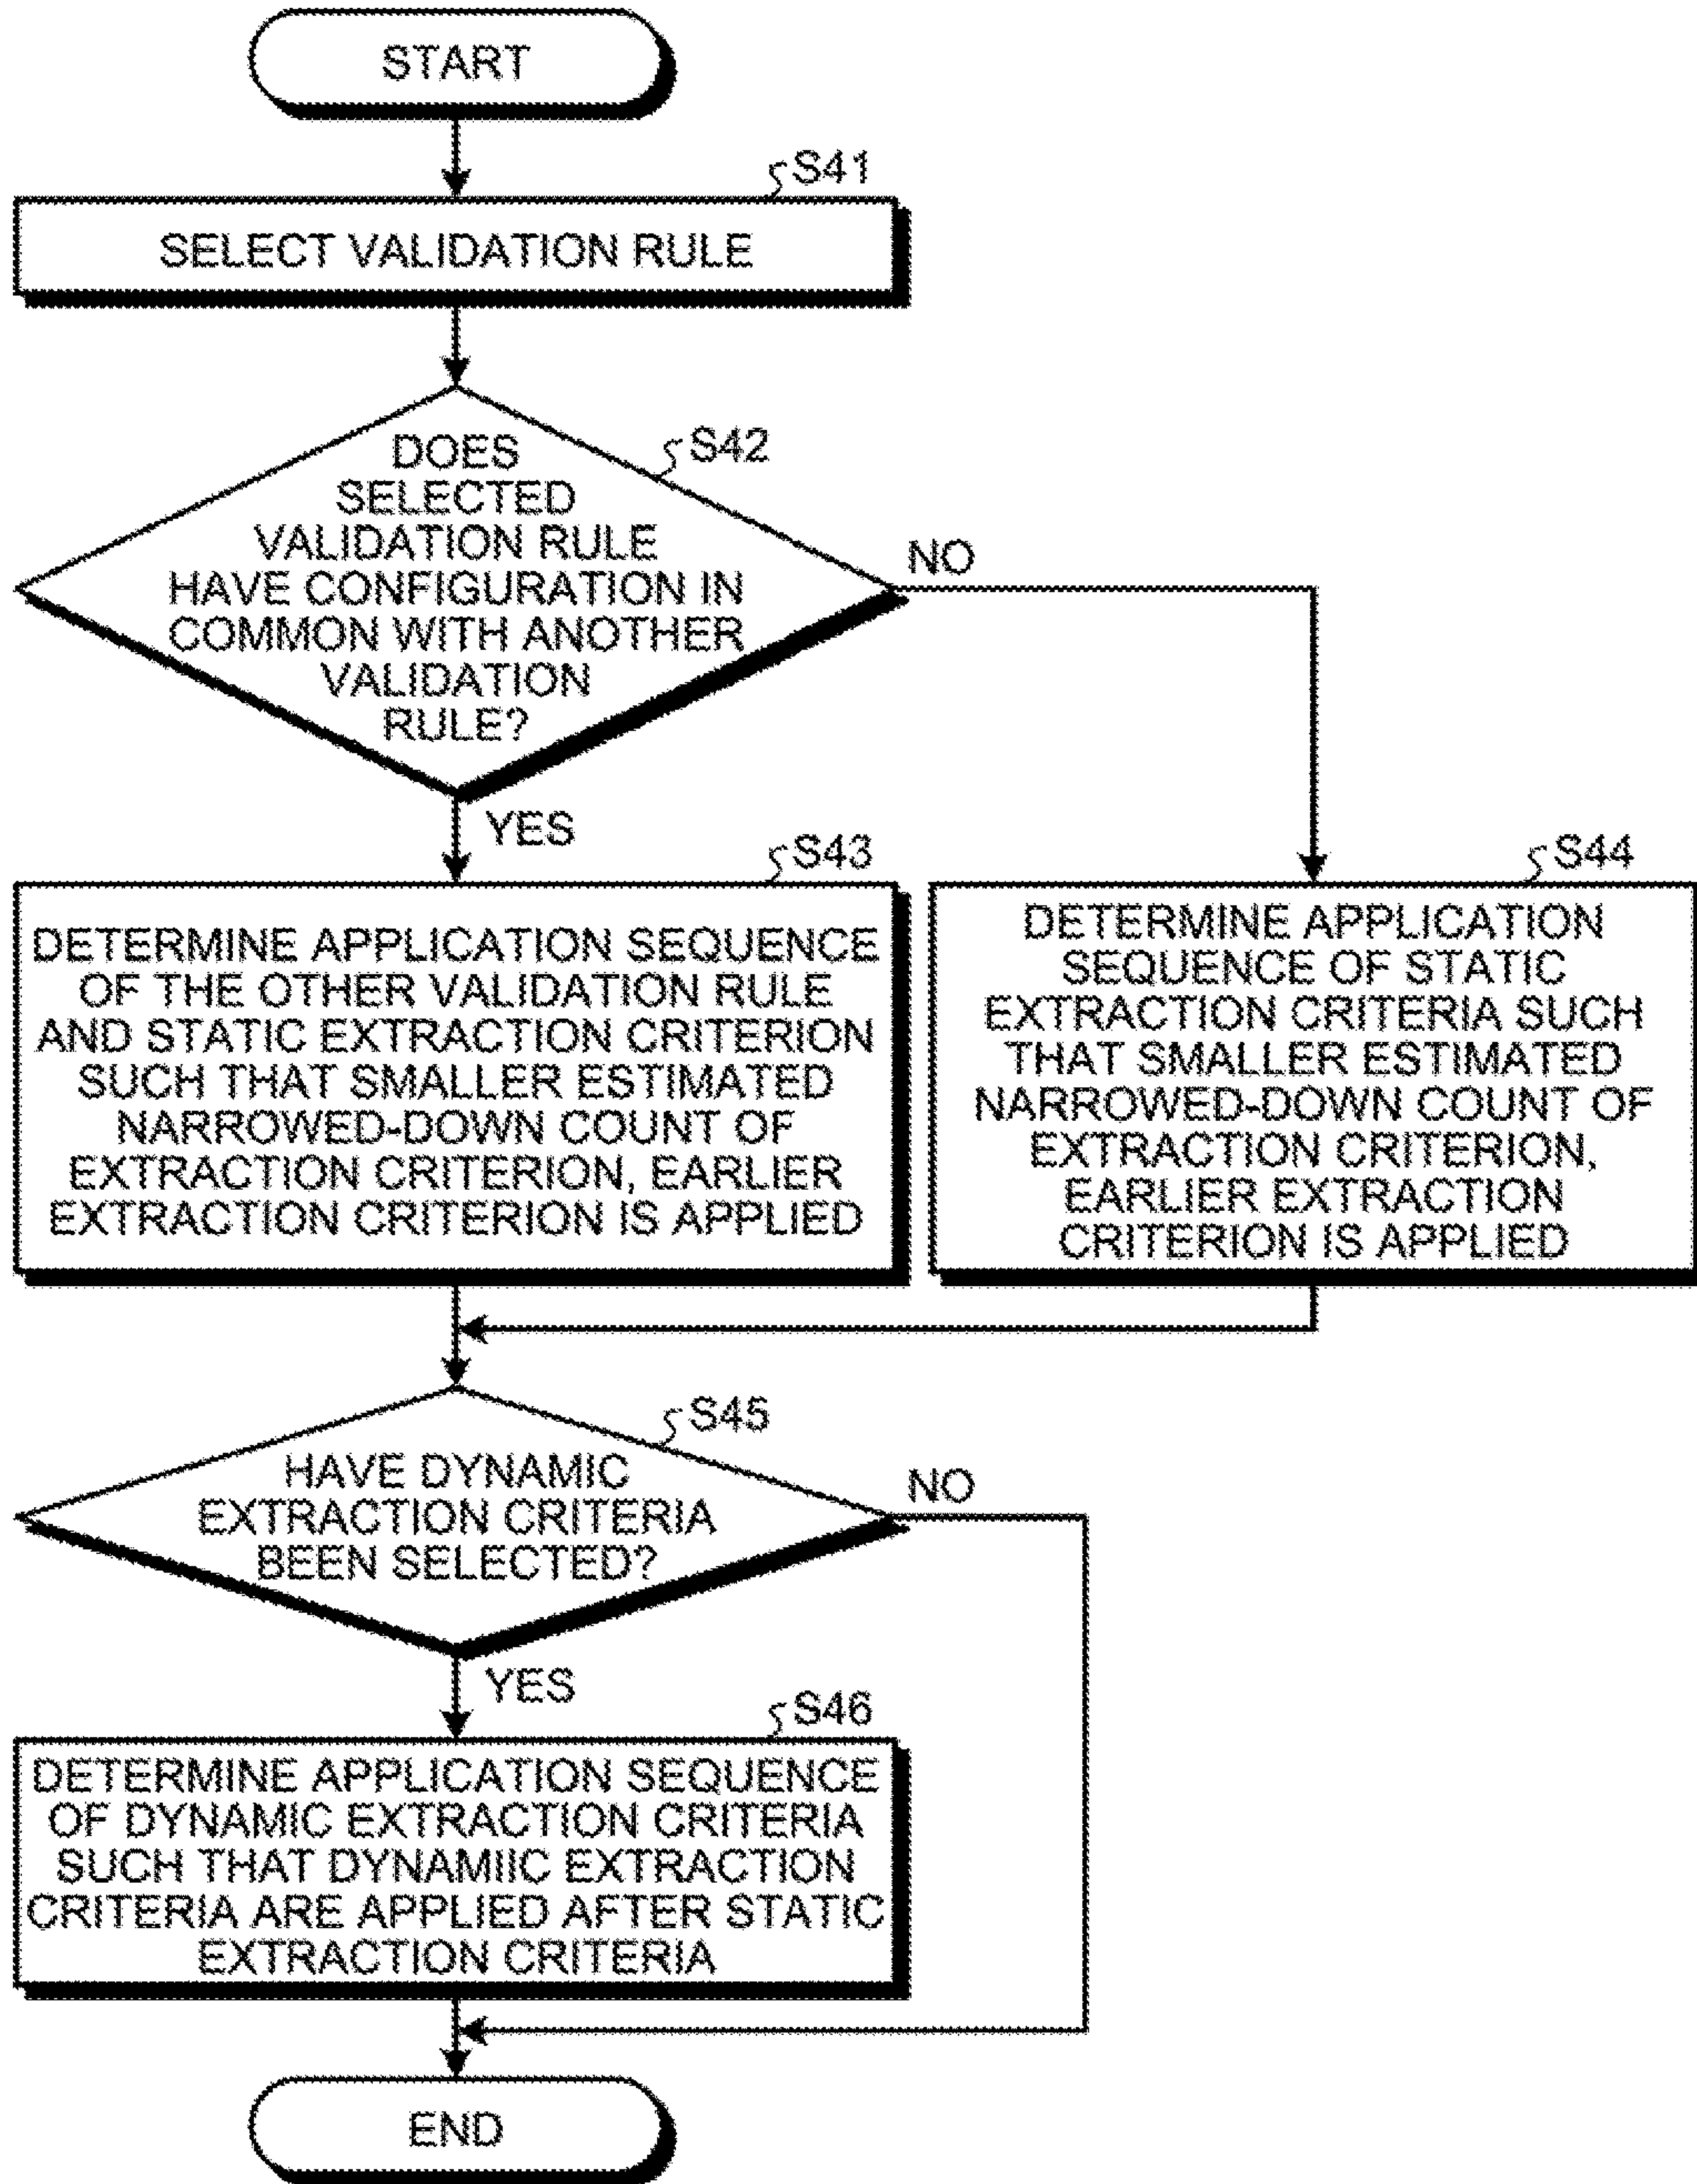 START
S41
SELECT VALIDATION RULE
S42
DOES
SELECTED
VALIDATION RULE
HAVE CONFIGURATION IN
COMMON WITH ANOTHER
VALIDATION
RULE?
NO
YES
S43
DETERMINE APPLICATION SEQUENCE
OF THE OTHER VALIDATION RULE
AND STATIC EXTRACTION CRITERION
SUCH THAT SMALLER ESTIMATED
NARROWED-DOWN COUNT OF
EXTRACTION CRITERION, EARLIER
EXTRACTION CRITERION IS APPLIED
S44
DETERMINE APPLICATION
SEQUENCE OF STATIC
EXTRACTION CRITERIA SUCH
THAT SMALLER ESTIMATED
NARROWED-DOWN COUNT OF
EXTRACTION CRITERION,
EARLIER EXTRACTION
CRITERION IS APPLIED
S45
HAVE DYNAMIC
EXTRACTION CRITERIA
BEEN SELECTED?
NO
YES
S46
DETERMINE APPLICATION SEQUENCE
OF DYNAMIC EXTRACTION CRITERIA
SUCH THAT DYNAMIIC EXTRACTION
CRITERIA ARE APPLIED AFTER STATIC
EXTRACTION CRITERIA
END